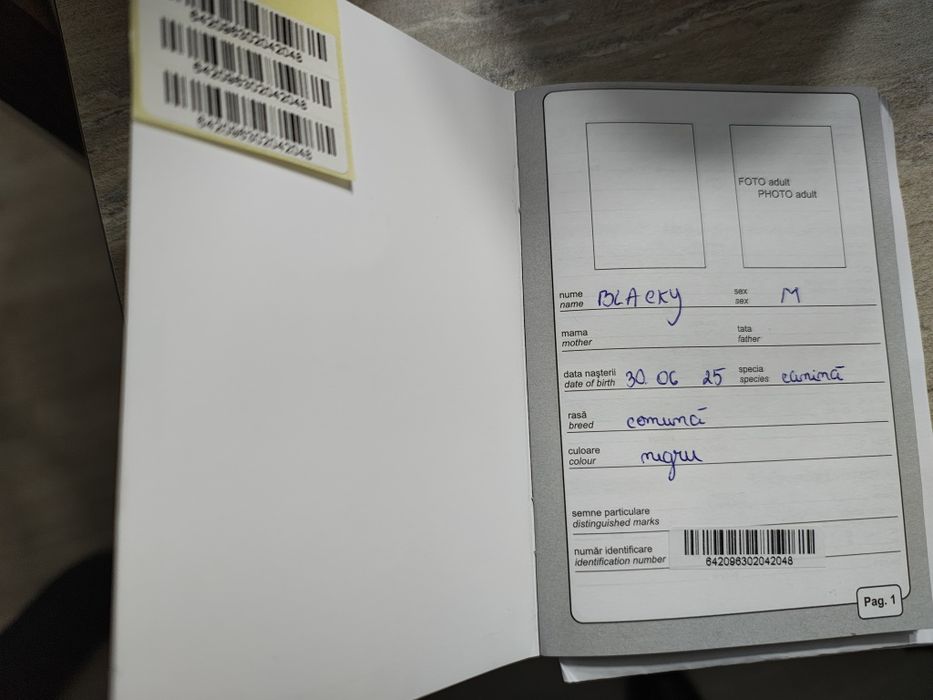 642096302042048
642096302042048
642096302042048
FOTO adult
PHOTO adult
nume BLACKY sex M
name sex
mama tata
mother father
data naşterii 30. 06 25 specia canină
date of birth species
rasă comună
breed
culoare negru
colour
semne particulare
distinguished marks
număr identificare
identification number 642096302042048
Pag. 1